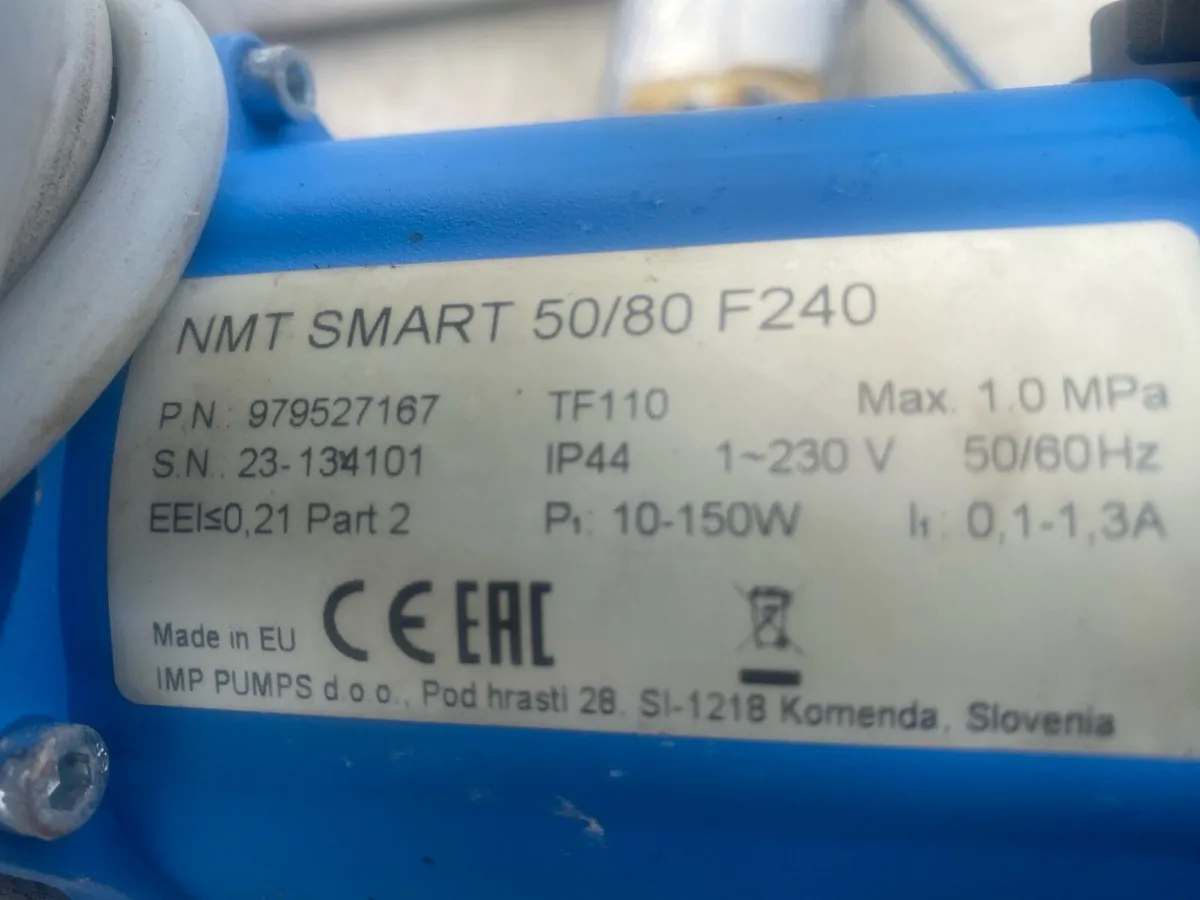 NMT SMART 50/80 F240
P.N.: 979527167 TF110 Max. 1.0 MPa
S.N.: 23-134101 IP44 1~230 V 50/60Hz
EEI≤0,21 Part 2 P₁: 10-150W I₁: 0,1-1,3A
Made in EU CE EAC
IMP PUMPS d.o.o., Pod hrasti 28. SI-1218 Komenda, Slovenia